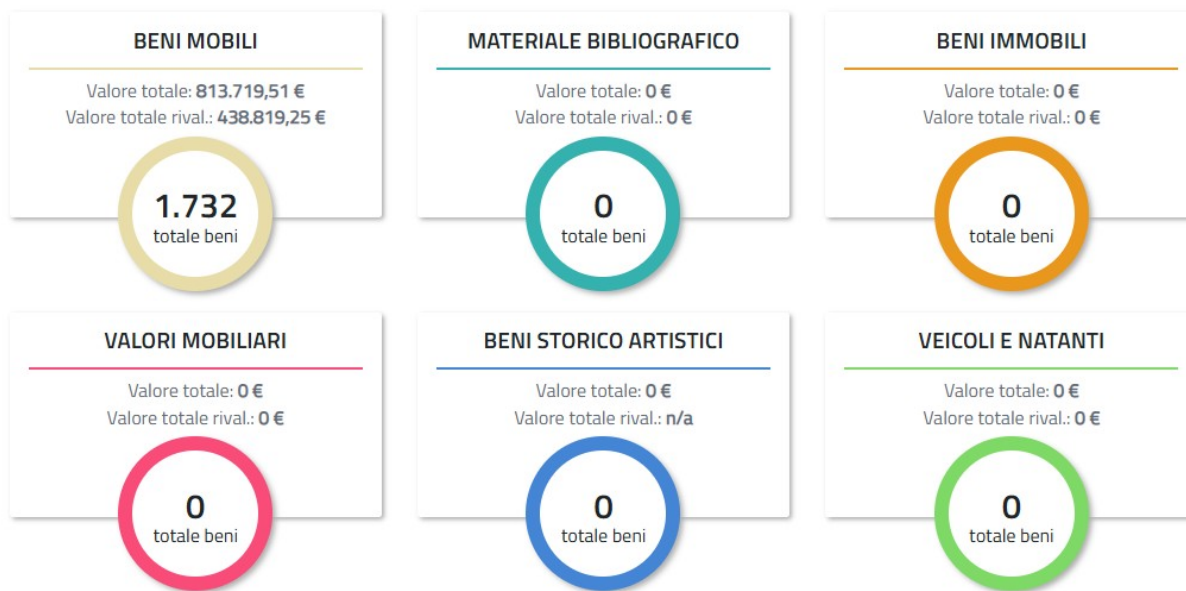 BENI MOBILI
Valore totale: 813.719,51 €
Valore totale rival.: 438.819,25 €
1.732
totale beni
MATERIALE BIBLIOGRAFICO
Valore totale: 0 €
Valore totale rival.: 0 €
0
totale beni
BENI IMMOBILI
Valore totale: 0 €
Valore totale rival.: 0 €
0
totale beni
VALORI MOBILIARI
Valore totale: 0 €
Valore totale rival.: 0 €
0
totale beni
BENI STORICO ARTISTICI
Valore totale: 0 €
Valore totale rival.: n/a
0
totale beni
VEICOLI E NATANTI
Valore totale: 0 €
Valore totale rival.: 0 €
0
totale beni